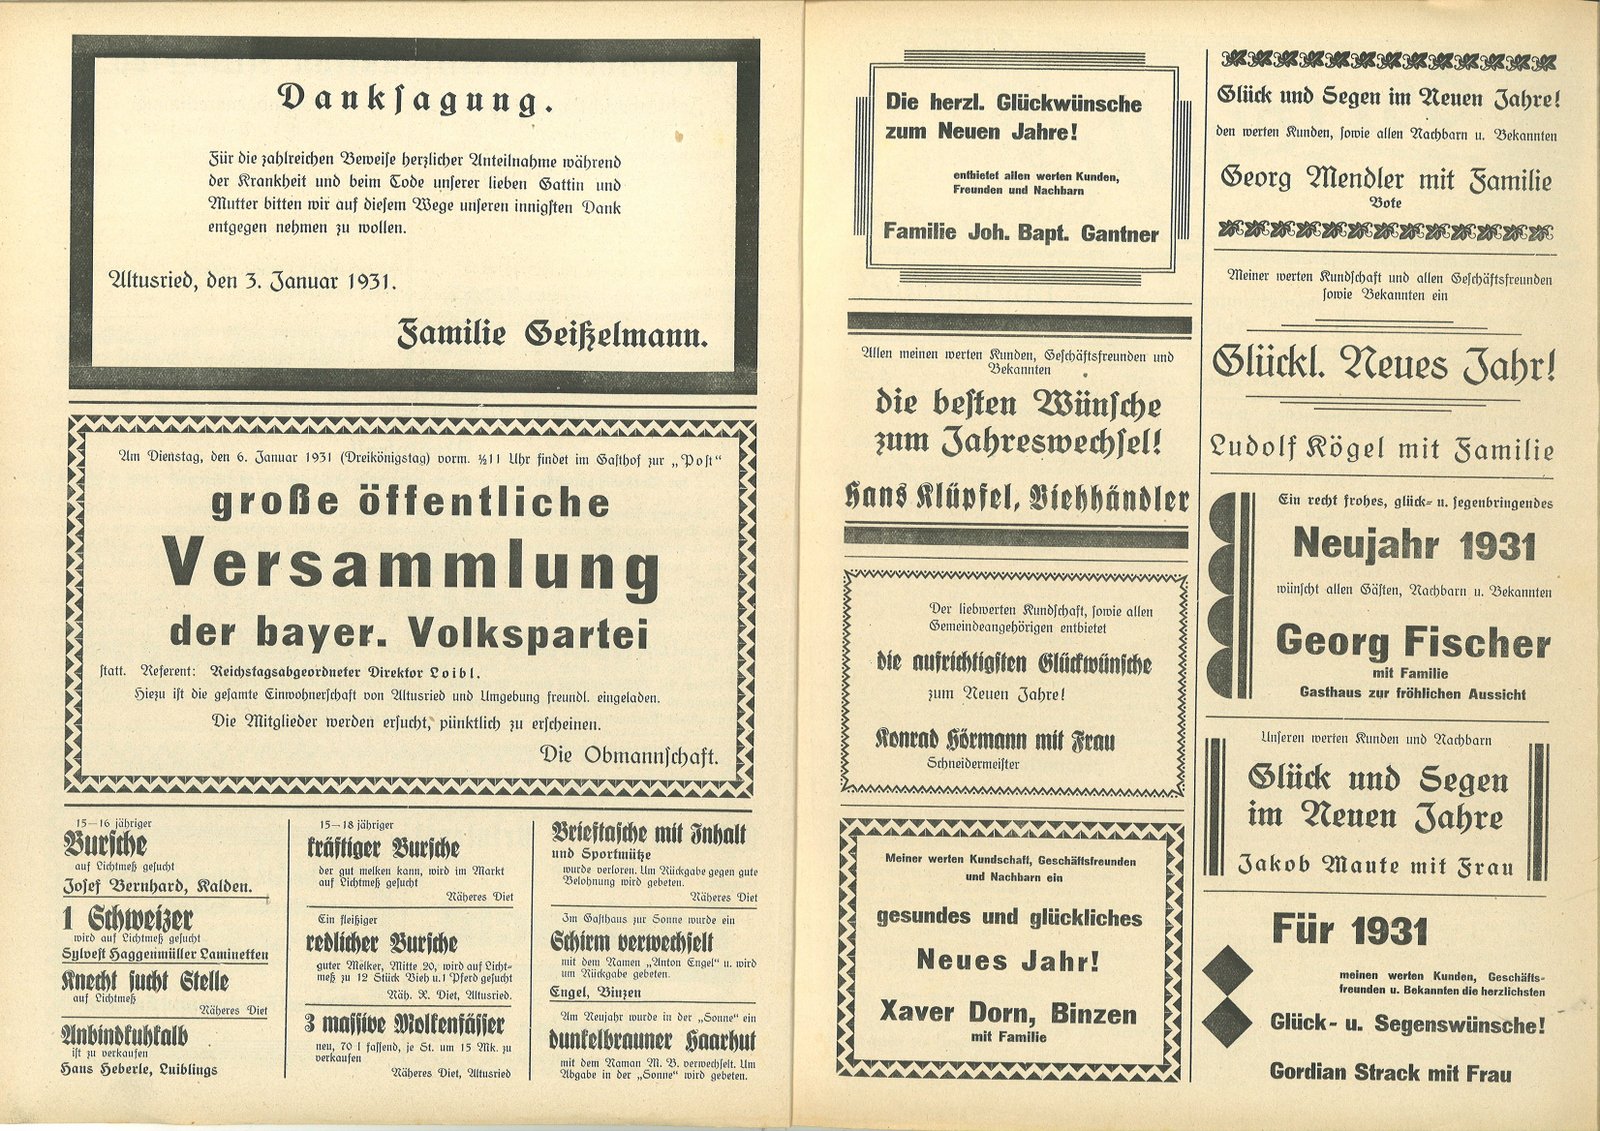 Danksagung.
Für die zahlreichen Beweise herzlicher Anteilnahme während
der Krankheit und beim Tode unserer lieben Gattin und
Mutter bitten wir auf diesem Wege unseren innigsten Dank
entgegen nehmen zu wollen.
Altusried, den 3. Januar 1931.
Familie Geißelmann.
Am Dienstag, den 6. Januar 1931 (Dreikönigstag) vorm. ½11 Uhr findet im Gasthof zur „Post“
große öffentliche
Versammlung
der bayer. Volkspartei
statt. Referent: Reichstagsabgeordneter Direktor Loibl.
Hiezu ist die gesamte Einwohnerschaft von Altusried und Umgebung freundl. eingeladen.
Die Mitglieder werden ersucht, pünktlich zu erscheinen.
Die Obmannschaft.
15—16 jähriger
Bursche
auf Lichtmeß gesucht
Josef Bernhard, Kalden.
1 Schweizer
wird auf Lichtmeß gesucht
Sylvest Haggenmüller Laminetten
Knecht sucht Stelle
auf Lichtmeß
Näheres Diet
Anbindkuhkalb
ist zu verkaufen
Hans Heberle, Luiblings
15—18 jähriger
kräftiger Bursche
der gut melken kann, wird im Markt
auf Lichtmeß gesucht
Näheres Diet
Ein fleißiger
redlicher Bursche
guter Melker, Mitte 20, wird auf Licht-
meß zu 12 Stück Vieh u. 1 Pferd gesucht
Näh. X. Diet, Altusried.
3 massive Molkenfässer
neu, 70 l fassend, je St. um 15 Mk. zu
verkaufen
Näheres Diet, Altusried
Brieftasche mit Inhalt
und Sportmütze
wurde verloren. Um Rückgabe gegen gute
Belohnung wird gebeten.
Näheres Diet
Im Gasthaus zur Sonne wurde ein
Schirm verwechselt
mit dem Namen „Anton Engel“ u. wird
um Rückgabe gebeten.
Engel, Binzen
Am Neujahr wurde in der „Sonne“ ein
dunkelbrauner Haarhut
mit dem Naman M. B. verwechselt. Um
Abgabe in der „Sonne“ wird gebeten.
Die herzl. Glückwünsche
zum Neuen Jahre!
entbietet allen werten Kunden,
Freunden und Nachbarn
Familie Joh. Bapt. Gantner
Allen meinen werten Kunden, Geschäftsfreunden und
Bekannten
die besten Wünsche
zum Jahreswechsel!
Hans Klüpfel, Viehhändler
Der liebwerten Kundschaft, sowie allen
Gemeindeangehörigen entbietet
die aufrichtigsten Glückwünsche
zum Neuen Jahre!
Konrad Hörmann mit Frau
Schneidermeister
Meiner werten Kundschaft, Geschäftsfreunden
und Nachbarn ein
gesundes und glückliches
Neues Jahr!
Xaver Dorn, Binzen
mit Familie
Glück und Segen im Neuen Jahre!
den werten Kunden, sowie allen Nachbarn u. Bekannten
Georg Mendler mit Familie
Bote
Meiner werten Kundschaft und allen Geschäftsfreunden
sowie Bekannten ein
Glückl. Neues Jahr!
Ludolf Kögel mit Familie
Ein recht frohes, glück- u. segenbringendes
Neujahr 1931
wünscht allen Gästen, Nachbarn u. Bekannten
Georg Fischer
mit Familie
Gasthaus zur fröhlichen Aussicht
Unseren werten Kunden und Nachbarn
Glück und Segen
im Neuen Jahre
Jakob Maute mit Frau
Für 1931
meinen werten Kunden, Geschäfts-
freunden u. Bekannten die herzlichsten
Glück- u. Segenswünsche!
Gordian Strack mit Frau